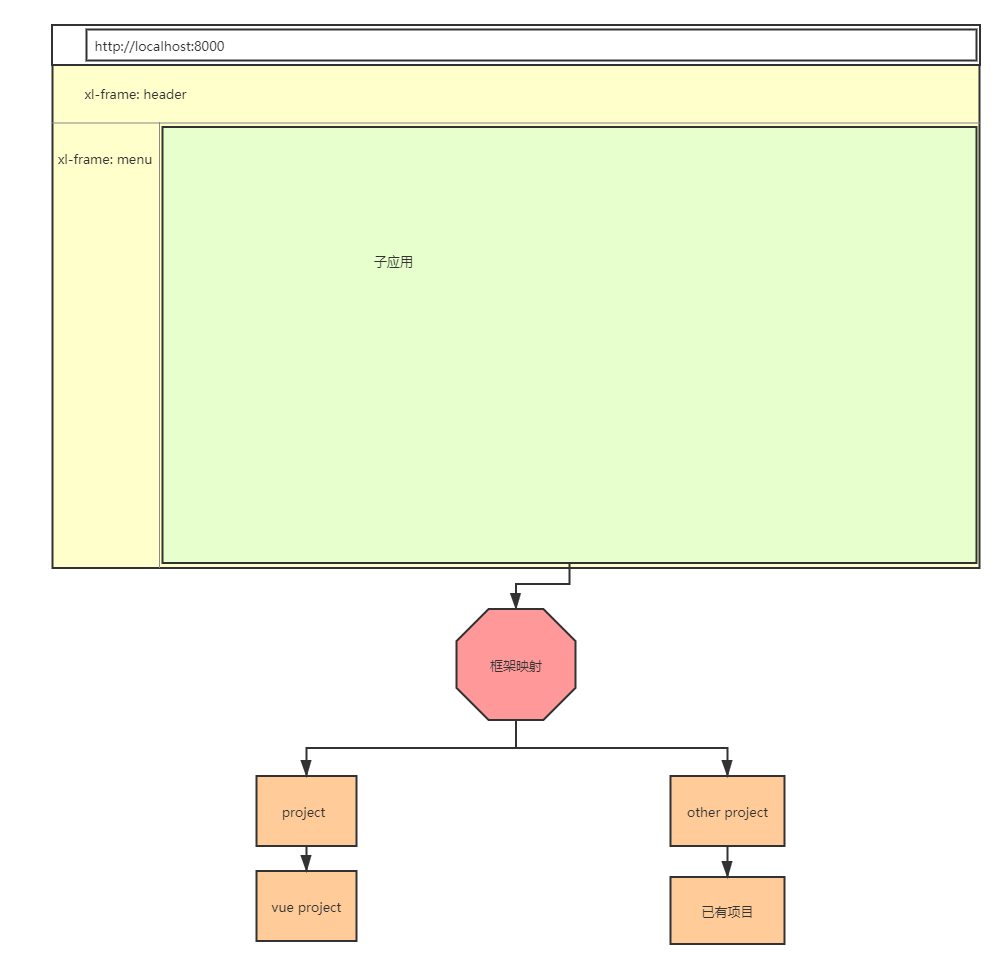 http://localhost:8000
xl-frame: header
xl-frame: menu
子应用
框架映射
project
other project
vue project
已有项目